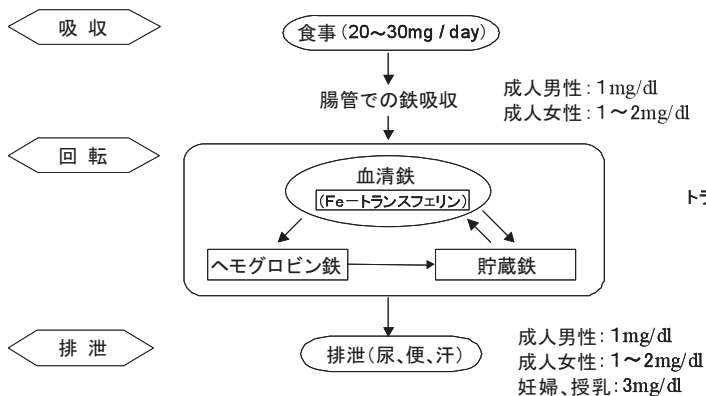 吸 収
食事(20～30mg / day)
腸管での鉄吸収
成人男性：1mg/dl
成人女性：1～2mg/dl
回 転
血清鉄
(Fe－トランスフェリン)
ヘモグロビン鉄
貯蔵鉄
トラ
排 泄
排泄(尿、便、汗)
成人男性：1mg/dl
成人女性：1～2mg/dl
妊婦、授乳：3mg/dl